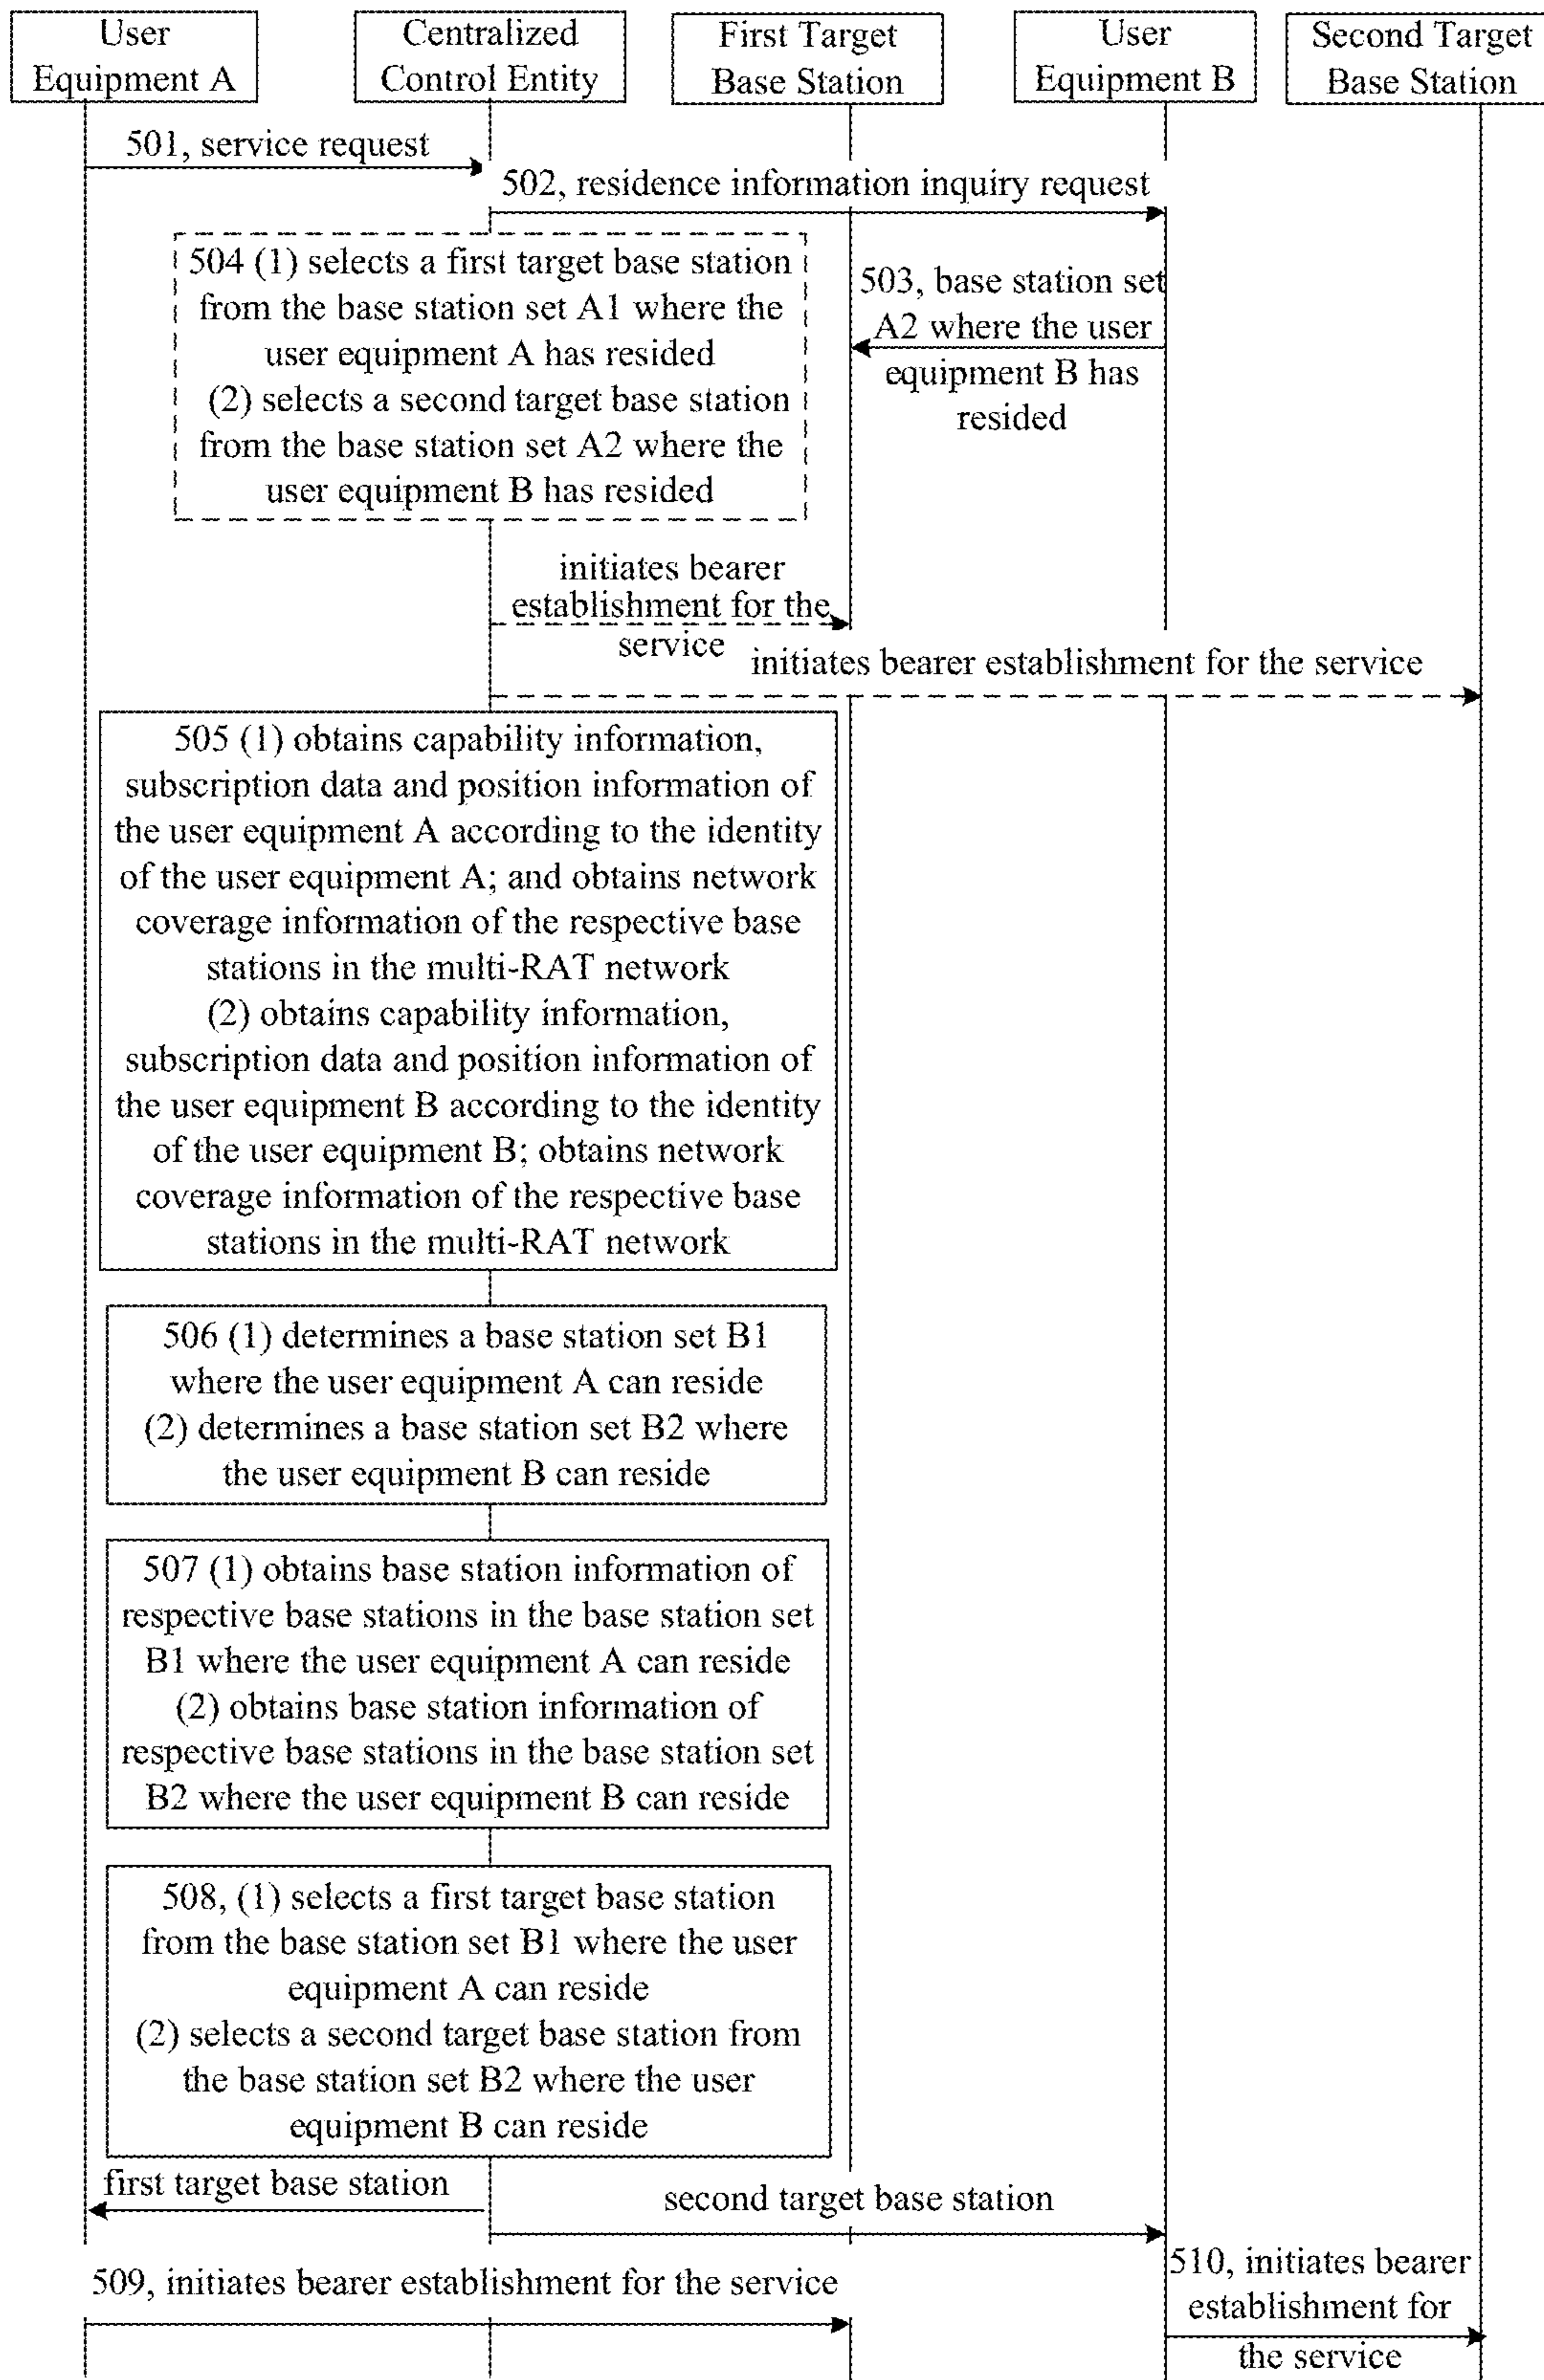 User
Equipment A
Centralized
Control Entity
First Target
Base Station
User
Equipment B
Second Target
Base Station
501, service request
502, residence information inquiry request
503, base station set
A2 where the user
equipment B has
resided
504 (1) selects a first target base station
from the base station set A1 where the
user equipment A has resided
(2) selects a second target base station
from the base station set A2 where the
user equipment B has resided
initiates bearer
establishment for the
service
initiates bearer establishment for the service
505 (1) obtains capability information,
subscription data and position information of
the user equipment A according to the identity
of the user equipment A; and obtains network
coverage information of the respective base
stations in the multi-RAT network
(2) obtains capability information,
subscription data and position information of
the user equipment B according to the identity
of the user equipment B; obtains network
coverage information of the respective base
stations in the multi-RAT network
506 (1) determines a base station set B1
where the user equipment A can reside
(2) determines a base station set B2 where
the user equipment B can reside
507 (1) obtains base station information of
respective base stations in the base station set
B1 where the user equipment A can reside
(2) obtains base station information of
respective base stations in the base station set
B2 where the user equipment B can reside
508, (1) selects a first target base station
from the base station set B1 where the user
equipment A can reside
(2) selects a second target base station from
the base station set B2 where the user
equipment B can reside
first target base station
second target base station
509, initiates bearer establishment for the service
510, initiates bearer
establishment for
the service